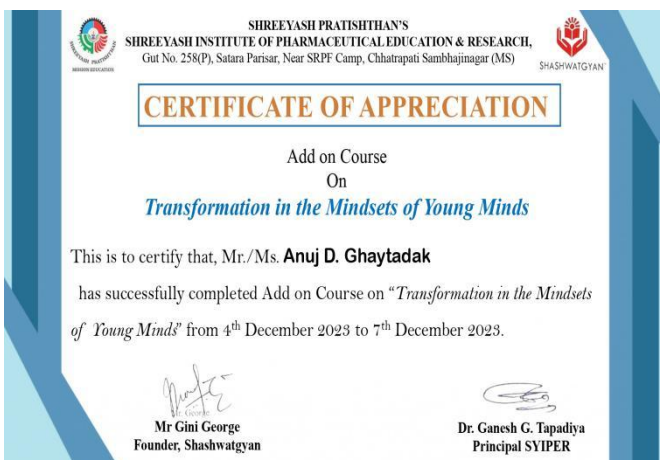 SHREEYASH PRATISHTHAN'S
SHREEYASH INSTITUTE OF PHARMACEUTICAL EDUCATION & RESEARCH,
Gut No. 258(P), Satara Parisar, Near SRPF Camp, Chhatrapati Sambhajinagar (MS)
SHASHWATGYAN
CERTIFICATE OF APPRECIATION
Add on Course
On
Transformation in the Mindsets of Young Minds
This is to certify that, Mr./Ms. Anuj D. Ghaytadak
has successfully completed Add on Course on “Transformation in the Mindsets
of Young Minds” from 4th December 2023 to 7th December 2023.
Mr Gini George
Founder, Shashwatgyan
Dr. Ganesh G. Tapadiya
Principal SYIPER